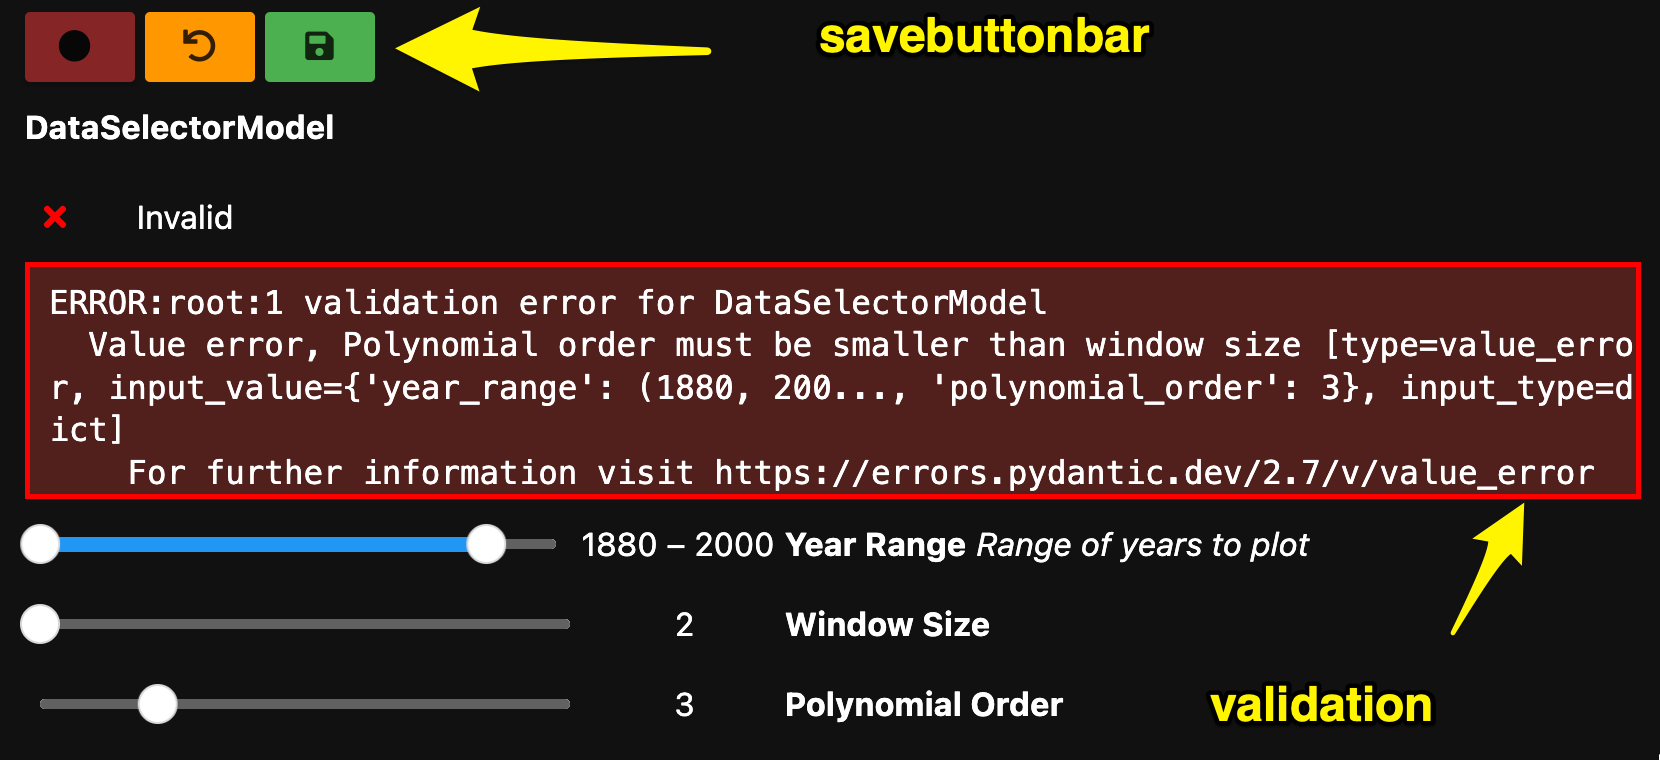 savebuttonbar
DataSelectorModel
Invalid
ERROR:root:1 validation error for DataSelectorModel
  Value error, Polynomial order must be smaller than window size [type=value_erro
r, input_value={'year_range': (1880, 200..., 'polynomial_order': 3}, input_type=d
ict]
    For further information visit https://errors.pydantic.dev/2.7/v/value_error
1880 – 2000 Year Range Range of years to plot
2 Window Size
3 Polynomial Order
validation